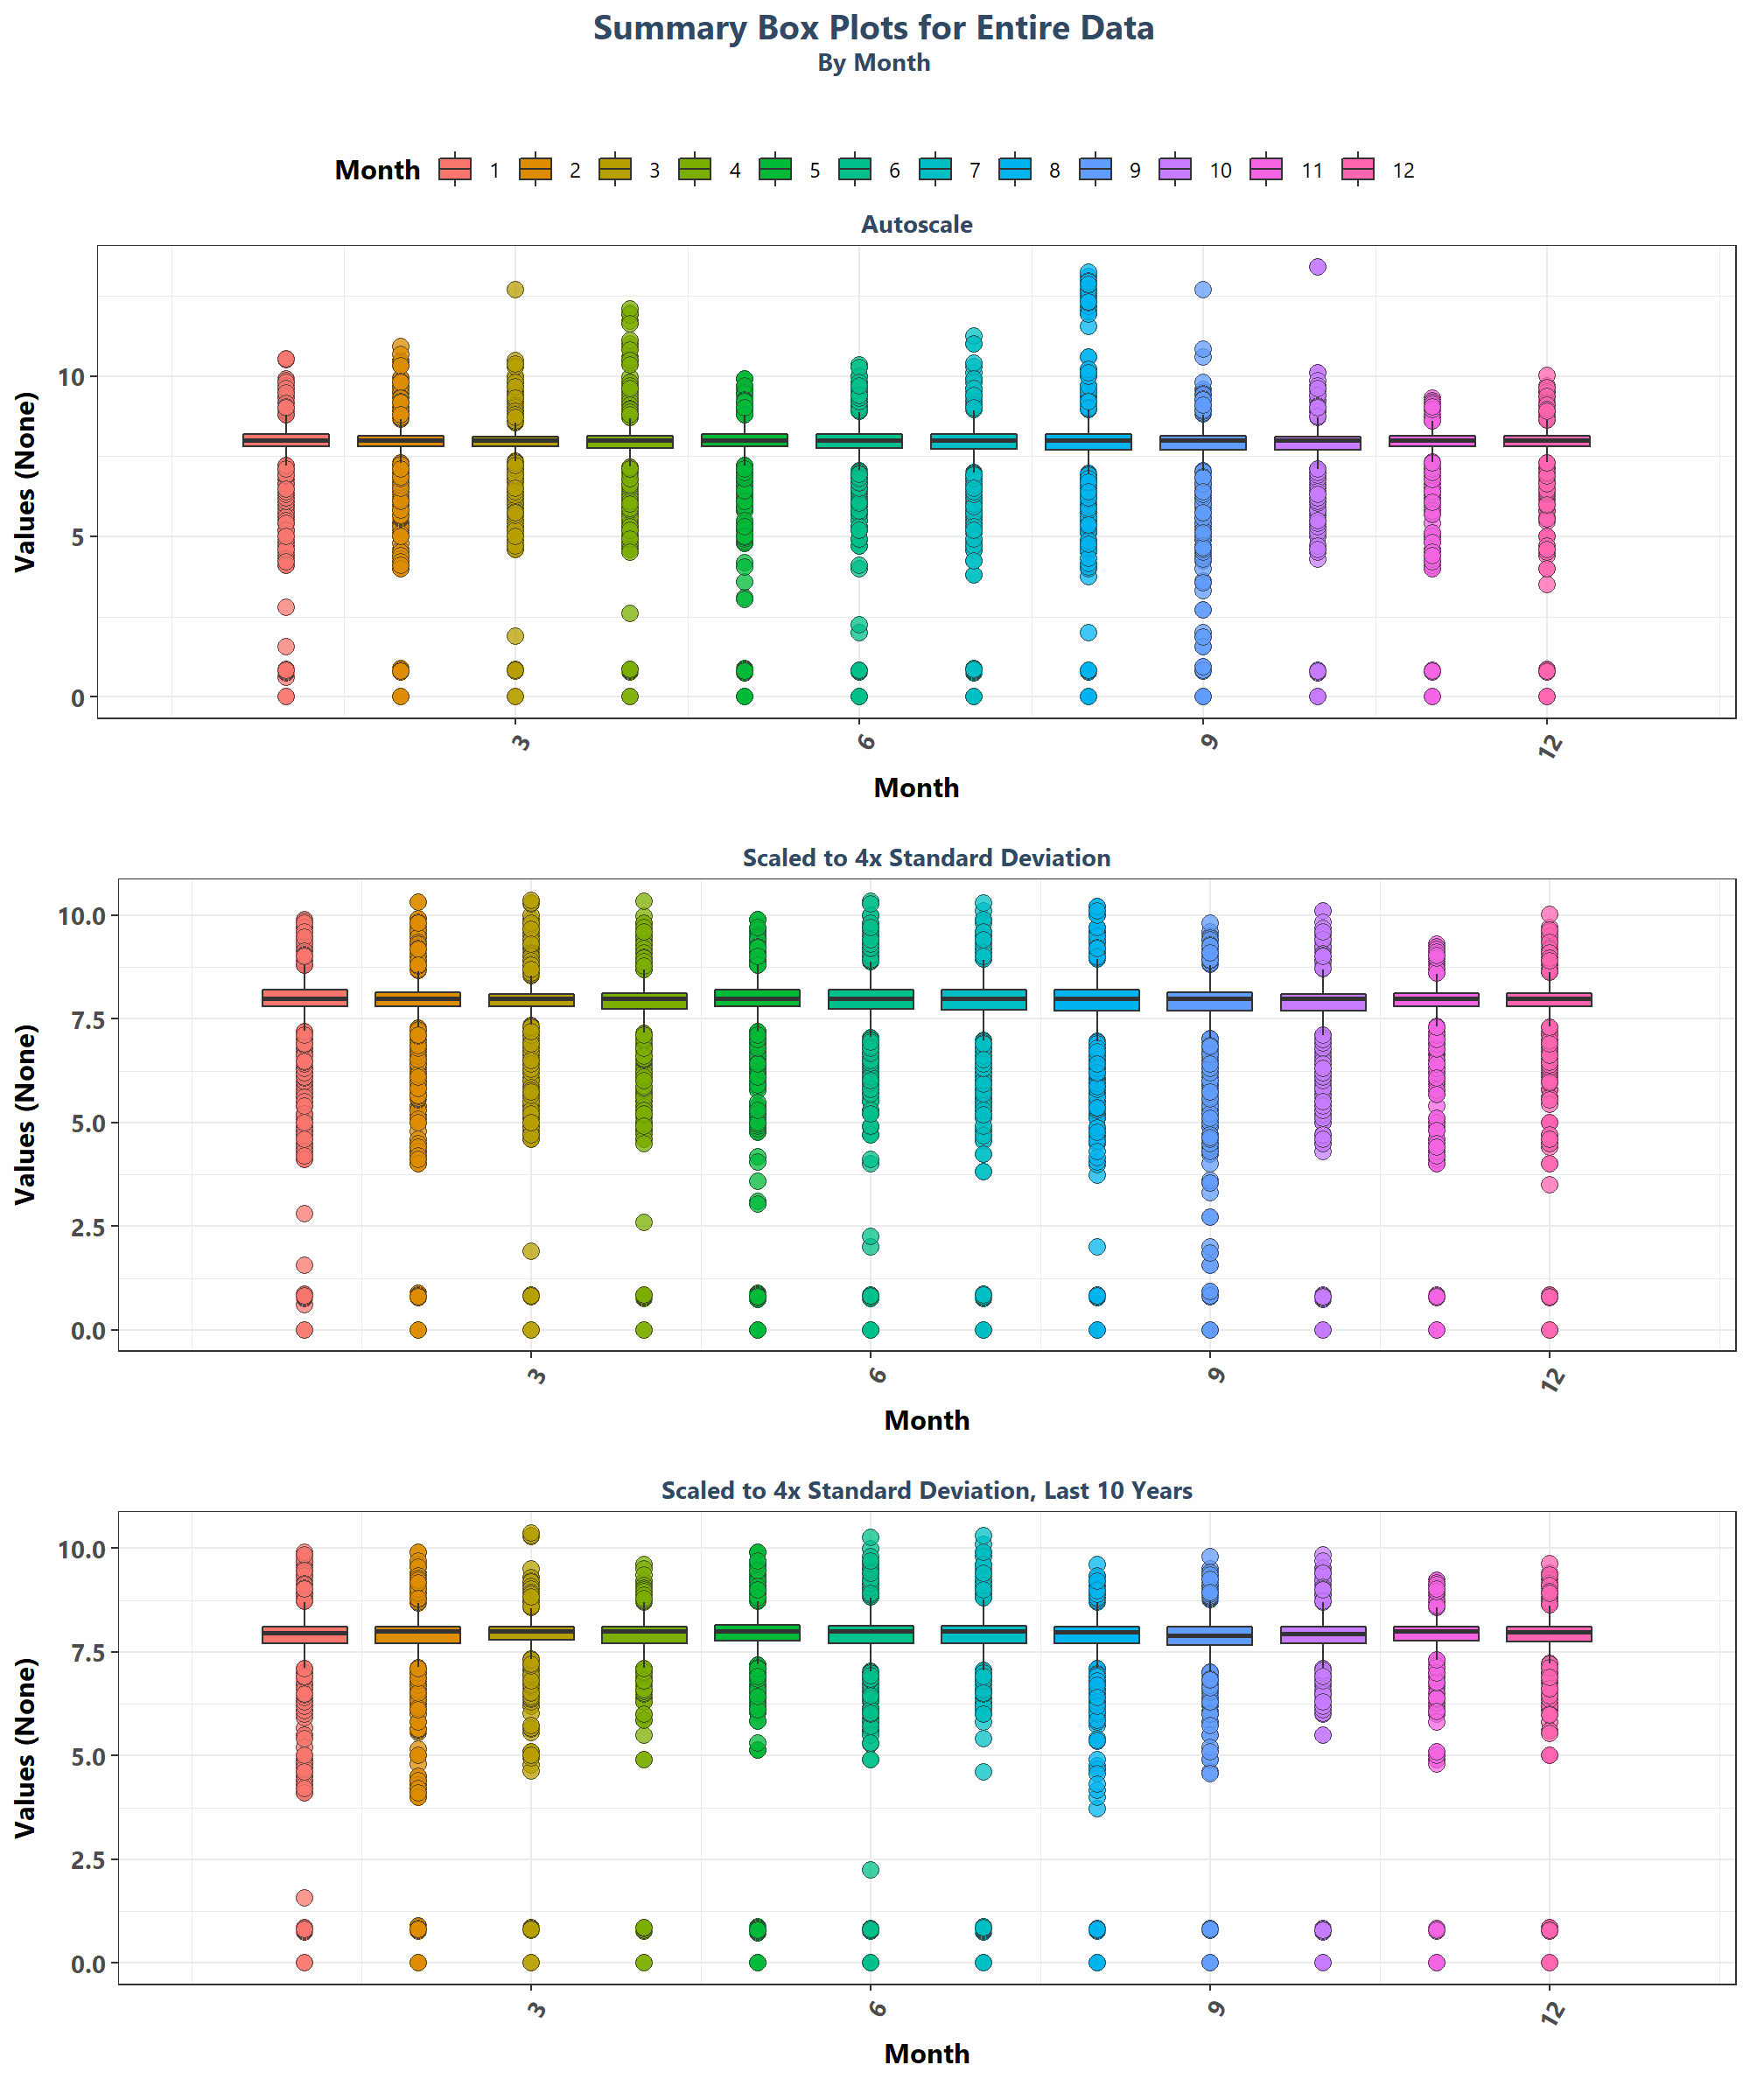 Summary Box Plots for Entire Data
By Month
Month 1 2 3 4 5 6 7 8 9 10 11 12
Autoscale
Values (None)
10
5
0
3 6 9 12
Month
Scaled to 4x Standard Deviation
Values (None)
10.0
7.5
5.0
2.5
0.0
3 6 9 12
Month
Scaled to 4x Standard Deviation, Last 10 Years
Values (None)
10.0
7.5
5.0
2.5
0.0
3 6 9 12
Month